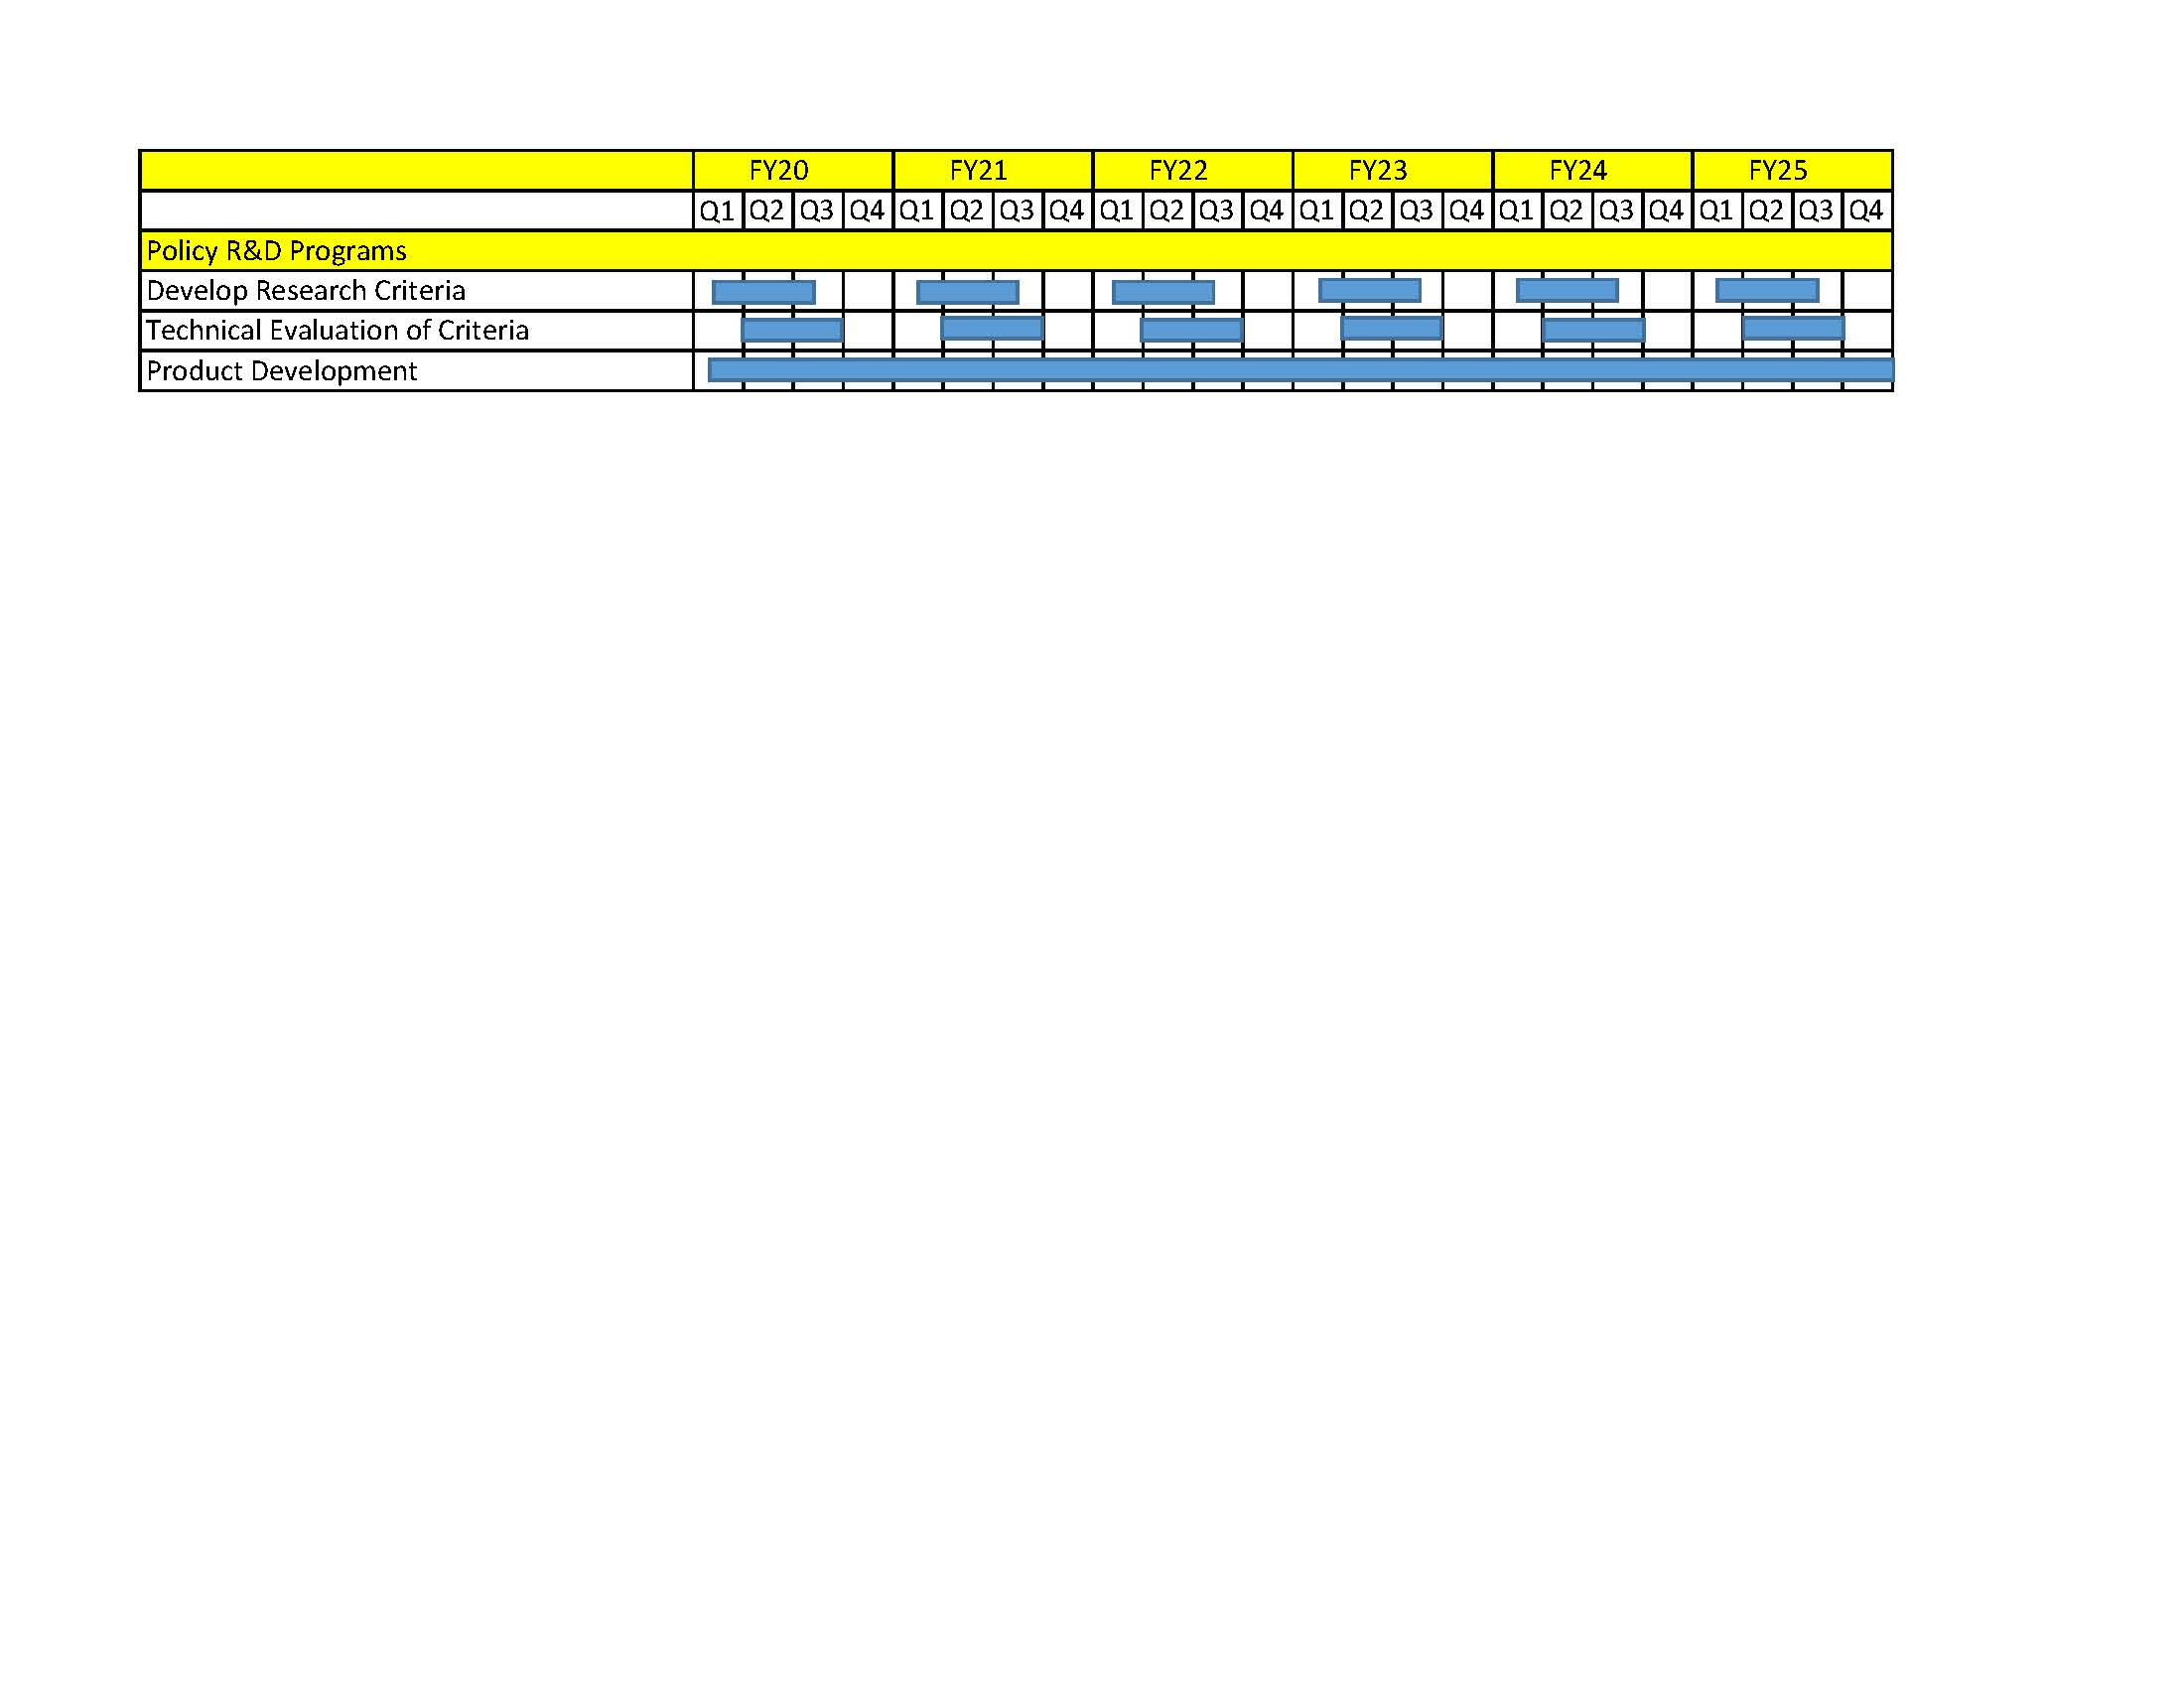 FY20 FY21 FY22 FY23 FY24 FY25
Q1 Q2 Q3 Q4 Q1 Q2 Q3 Q4 Q1 Q2 Q3 Q4 Q1 Q2 Q3 Q4 Q1 Q2 Q3 Q4 Q1 Q2 Q3 Q4
Policy R&D Programs
Develop Research Criteria
Technical Evaluation of Criteria
Product Development